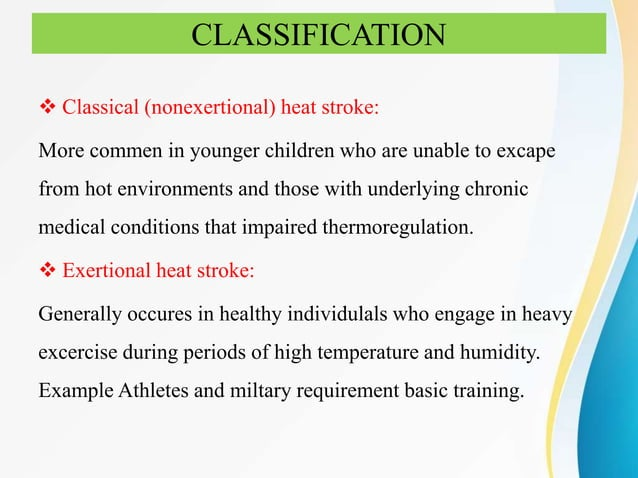 CLASSIFICATION
❖ Classical (nonexertional) heat stroke:
More commen in younger children who are unable to excape
from hot environments and those with underlying chronic
medical conditions that impaired thermoregulation.
❖ Exertional heat stroke:
Generally occures in healthy individulals who engage in heavy
excercise during periods of high temperature and humidity.
Example Athletes and miltary requirement basic training.